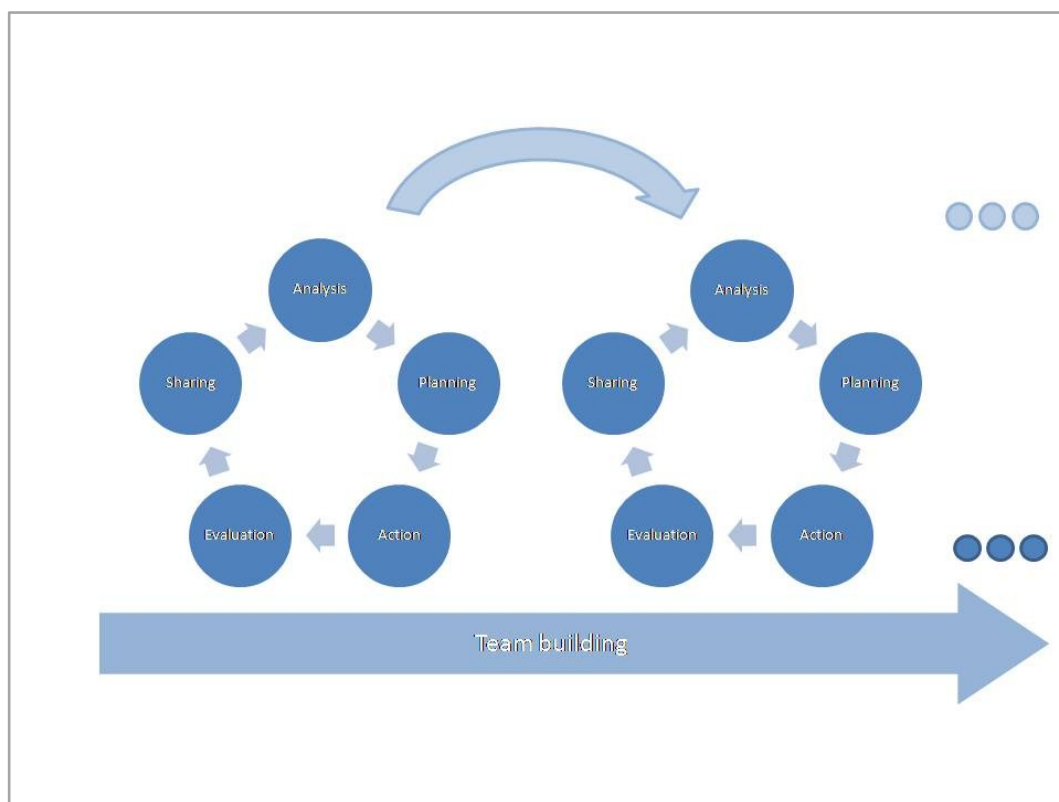 Analysis
Planning
Action
Evaluation
Sharing
Analysis
Planning
Action
Evaluation
Sharing
Team building